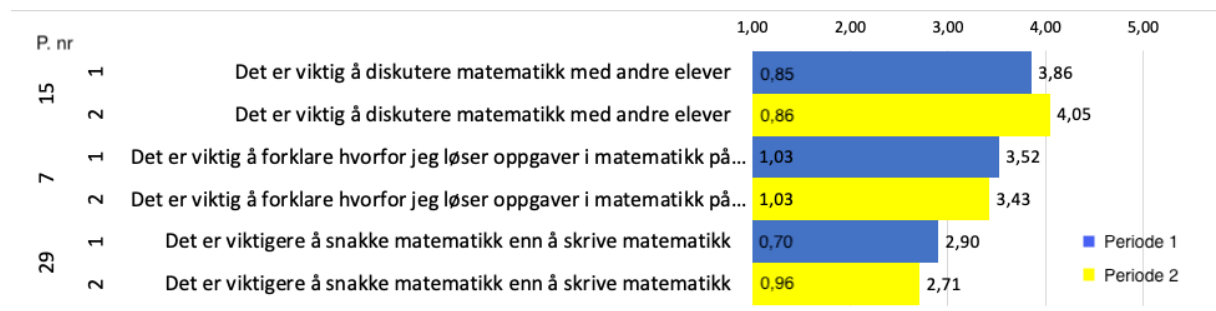 1,00 2,00 3,00 4,00 5,00
P. nr
15
1 Det er viktig å diskutere matematikk med andre elever 0,85 3,86
2 Det er viktig å diskutere matematikk med andre elever 0,86 4,05
7
1 Det er viktig å forklare hvorfor jeg løser oppgaver i matematikk på... 1,03 3,52
2 Det er viktig å forklare hvorfor jeg løser oppgaver i matematikk på... 1,03 3,43
29
1 Det er viktigere å snakke matematikk enn å skrive matematikk 0,70 2,90
2 Det er viktigere å snakke matematikk enn å skrive matematikk 0,96 2,71
Periode 1
Periode 2